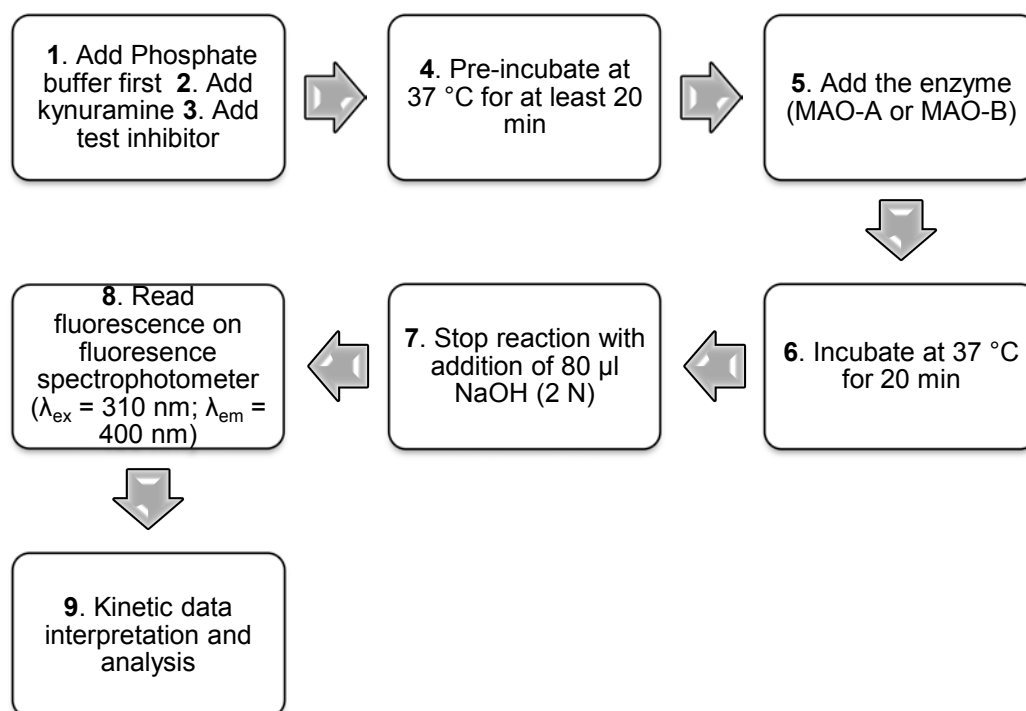 1. Add Phosphate
buffer first 2. Add
kynuramine 3. Add
test inhibitor
4. Pre-incubate at
37 °C for at least 20
min
5. Add the enzyme
(MAO-A or MAO-B)
6. Incubate at 37 °C
for 20 min
7. Stop reaction with
addition of 80 µl
NaOH (2 N)
8. Read
fluorescence on
fluoresence
spectrophotometer
(λex = 310 nm; λem =
400 nm)
9. Kinetic data
interpretation and
analysis